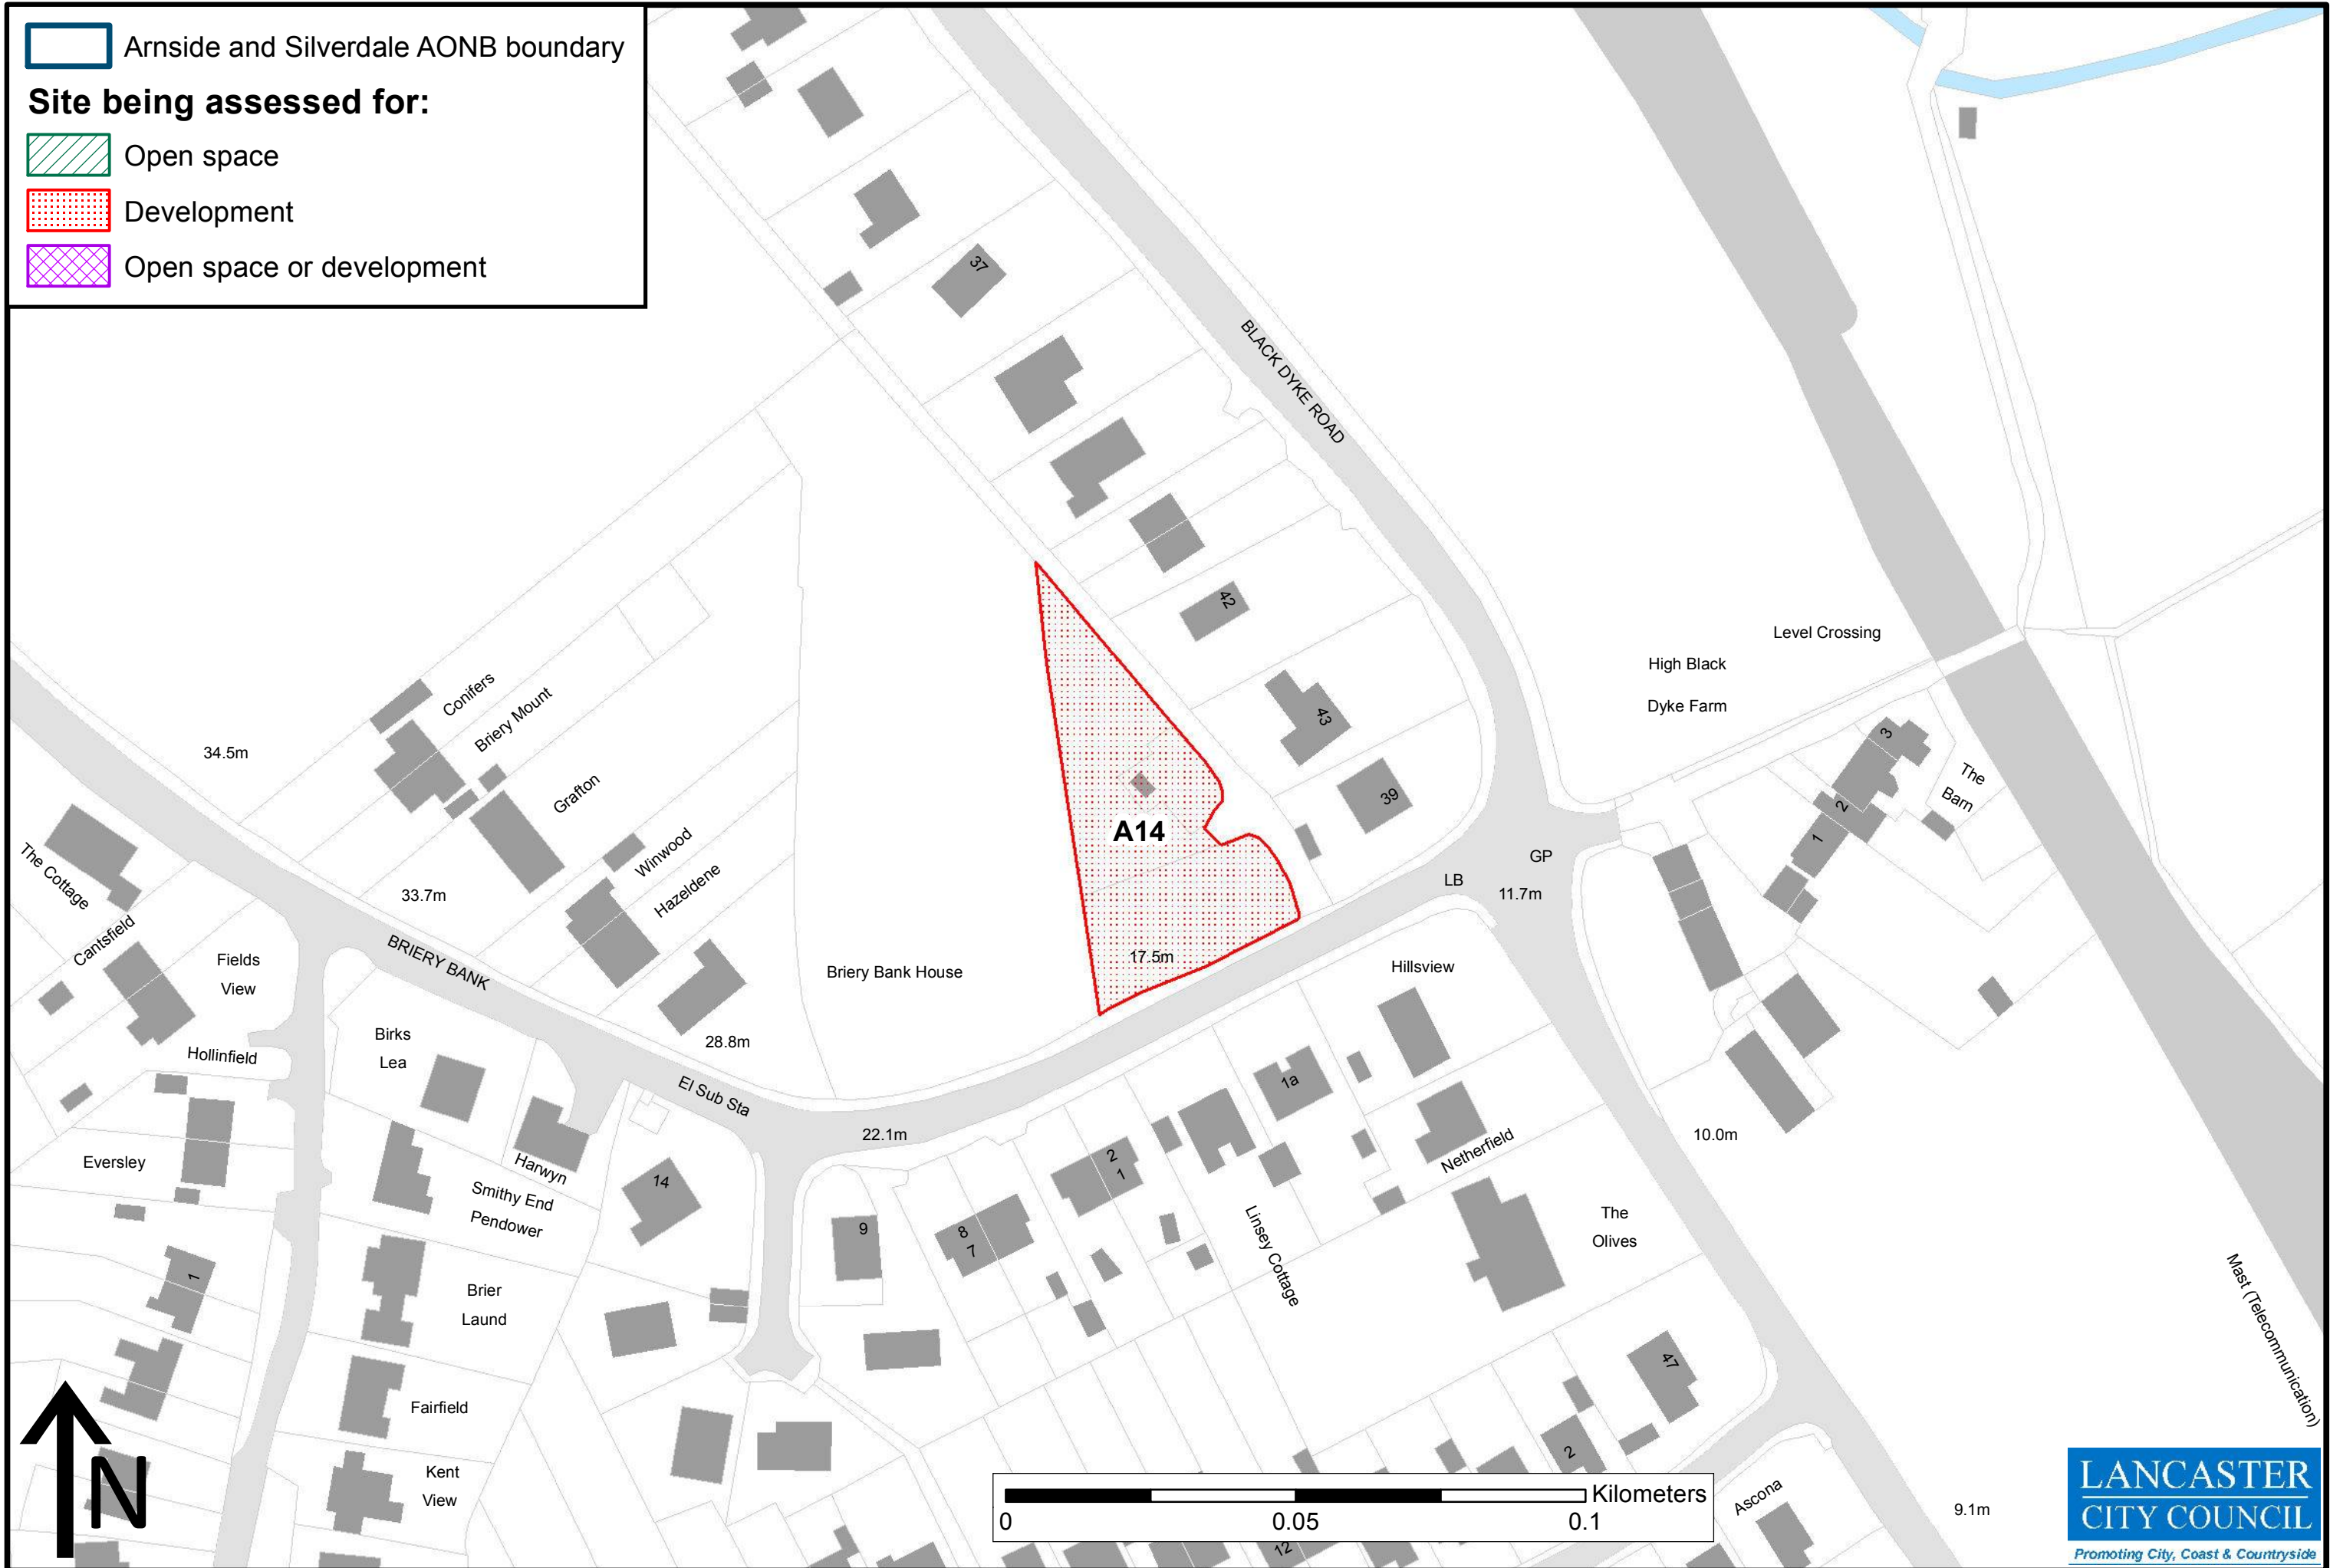 Arnside and Silverdale AONB boundary
Site being assessed for:
Open space
Development
Open space or development
37
BLACK DYKE ROAD
42
43
39
A14
17.5m
Level Crossing
High Black
Dyke Farm
3
The
Barn
2
1
GP
LB
11.7m
Conifers
Briery Mount
Grafton
Winwood
Hazeldene
34.5m
33.7m
The Cottage
Cantsfield
Fields
View
BRIERY BANK
Briery Bank House
28.8m
Hollinfield
Birks
Lea
El Sub Sta
22.1m
Hillsview
1a
10.0m
Eversley
Harwyn
Smithy End
Pendower
14
9
8
7
2
1
Netherfield
Linsey Cottage
The
Olives
1
Brier
Laund
Mast (Telecommunication)
47
Fairfield
2
Kent
View
Ascona
9.1m
12
N
Kilometers
0
0.05
0.1
LANCASTER
CITY COUNCIL
Promoting City, Coast & Countryside